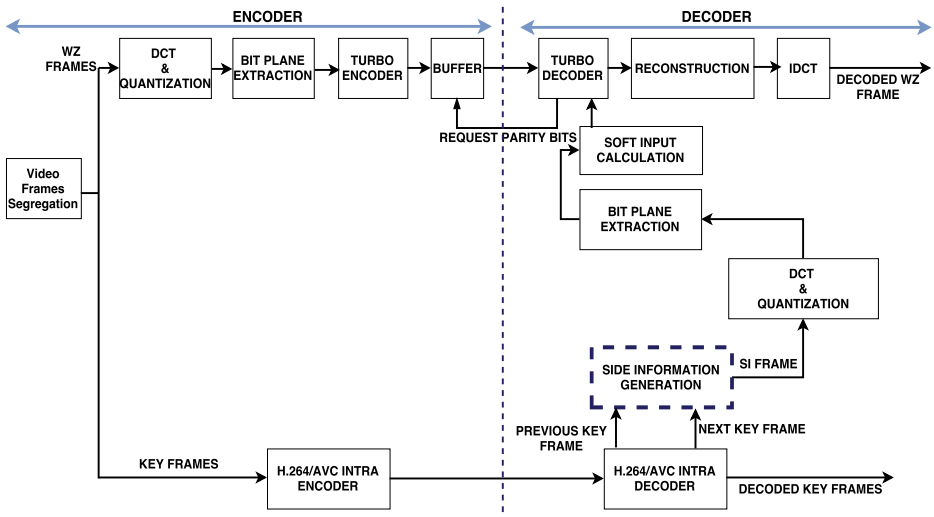 ENCODER
DECODER
WZ
FRAMES
DCT
&
QUANTIZATION
BIT PLANE
EXTRACTION
TURBO
ENCODER
BUFFER
TURBO
DECODER
RECONSTRUCTION
IDCT
DECODED WZ
FRAME
REQUEST PARITY BITS
SOFT INPUT
CALCULATION
Video
Frames
Segregation
BIT PLANE
EXTRACTION
DCT
&
QUANTIZATION
SIDE INFORMATION
GENERATION
SI FRAME
PREVIOUS KEY
FRAME
NEXT KEY FRAME
KEY FRAMES
H.264/AVC INTRA
ENCODER
H.264/AVC INTRA
DECODER
DECODED KEY FRAMES